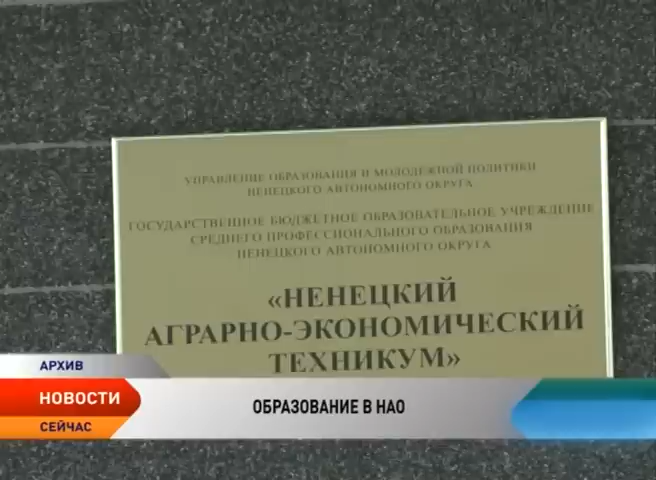 УПРАВЛЕНИЕ ОБРАЗОВАНИЯ И МОЛОДЕЖНОЙ ПОЛИТИКИ
НЕНЕЦКОГО АВТОНОМНОГО ОКРУГА
ГОСУДАРСТВЕННОЕ БЮДЖЕТНОЕ ОБРАЗОВАТЕЛЬНОЕ УЧРЕЖДЕНИЕ
СРЕДНЕГО ПРОФЕССИОНАЛЬНОГО ОБРАЗОВАНИЯ
НЕНЕЦКОГО АВТОНОМНОГО ОКРУГА
«НЕНЕЦКИЙ
АГРАРНО-ЭКОНОМИЧЕСКИЙ
ТЕХНИКУМ»
АРХИВ
НОВОСТИ
СЕЙЧАС
ОБРАЗОВАНИЕ В НАО